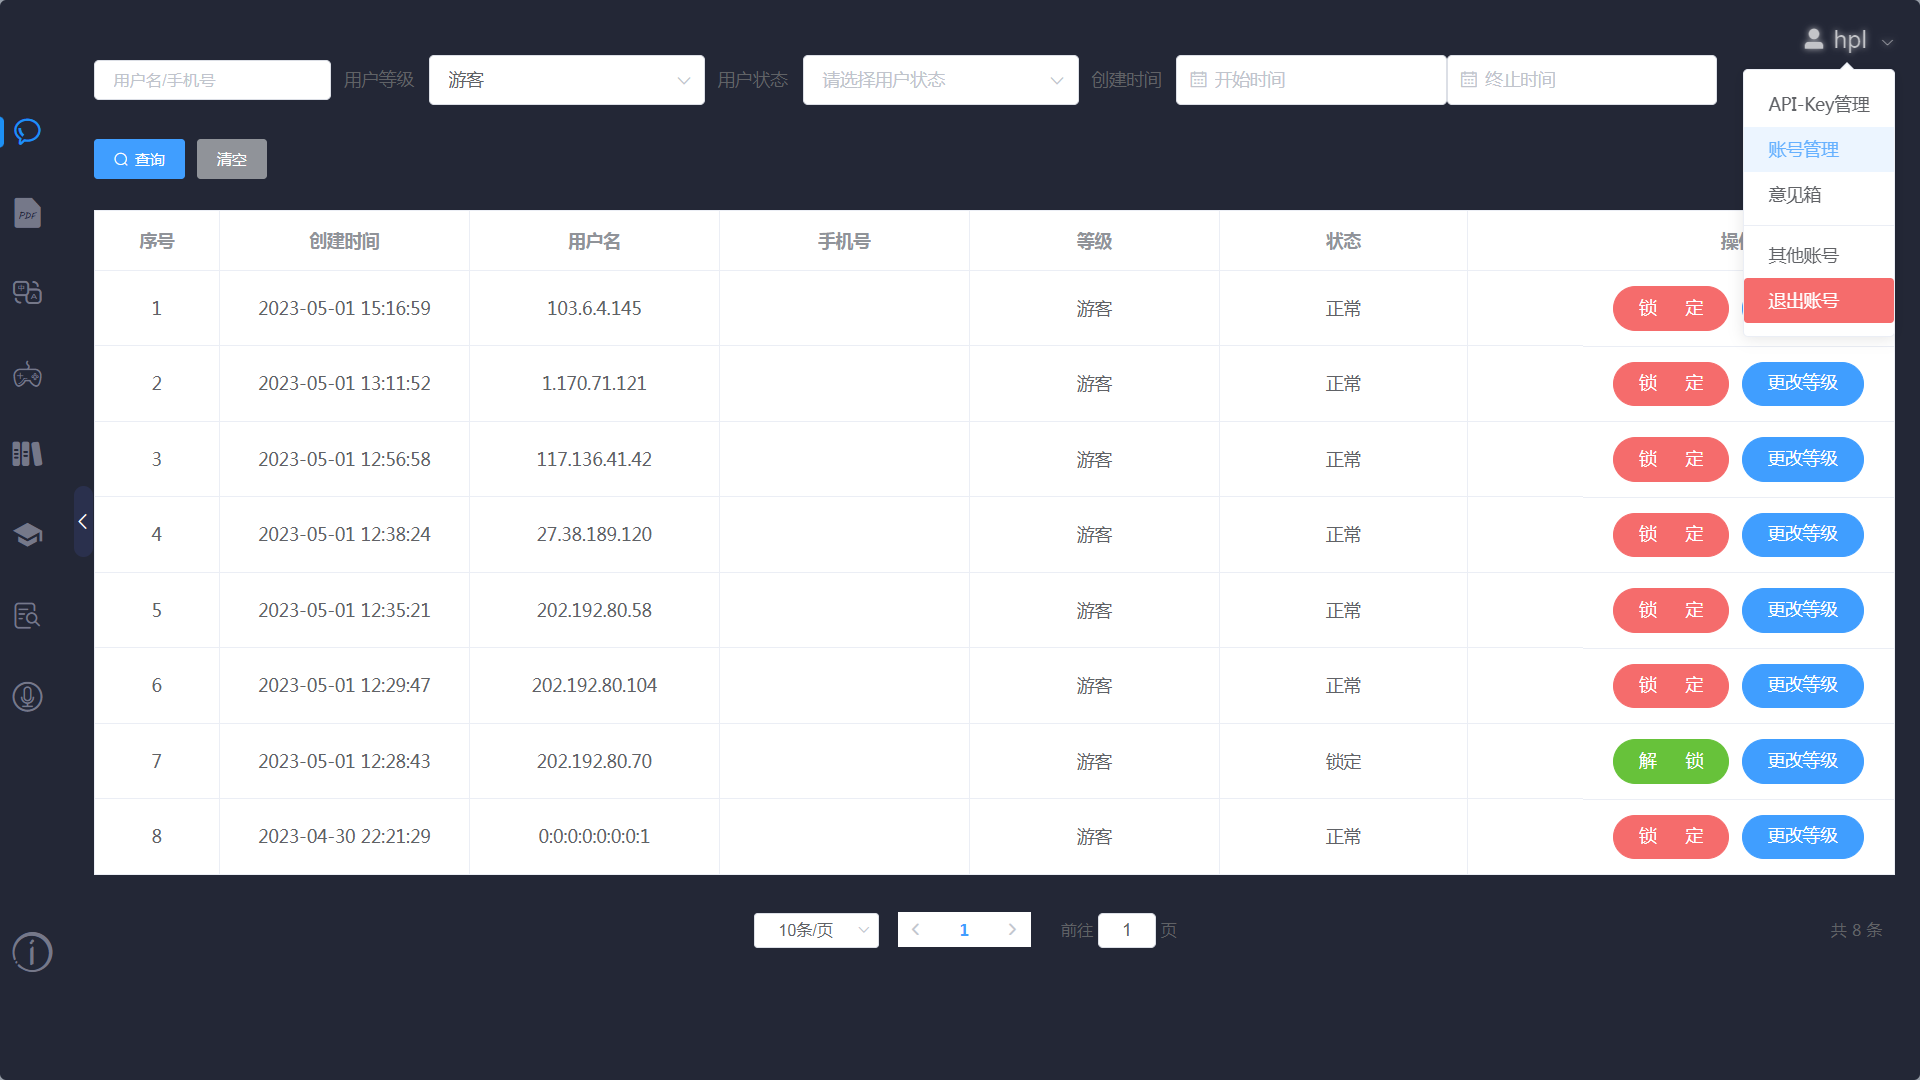 hpl
用户名/手机号 用户等级 游客 用户状态 请选择用户状态 创建时间 开始时间 终止时间
API-Key管理
账号管理
意见箱
其他账号
退出账号
查询 清空
PDF
中 A
序号 创建时间 用户名 手机号 等级 状态
1 2023-05-01 15:16:59 103.6.4.145 游客 正常 锁 定
2 2023-05-01 13:11:52 1.170.71.121 游客 正常 锁 定 更改等级
3 2023-05-01 12:56:58 117.136.41.42 游客 正常 锁 定 更改等级
4 2023-05-01 12:38:24 27.38.189.120 游客 正常 锁 定 更改等级
5 2023-05-01 12:35:21 202.192.80.58 游客 正常 锁 定 更改等级
6 2023-05-01 12:29:47 202.192.80.104 游客 正常 锁 定 更改等级
7 2023-05-01 12:28:43 202.192.80.70 游客 锁定 解 锁 更改等级
8 2023-04-30 22:21:29 0:0:0:0:0:0:0:1 游客 正常 锁 定 更改等级
10条/页 1 前往 1 页 共 8 条